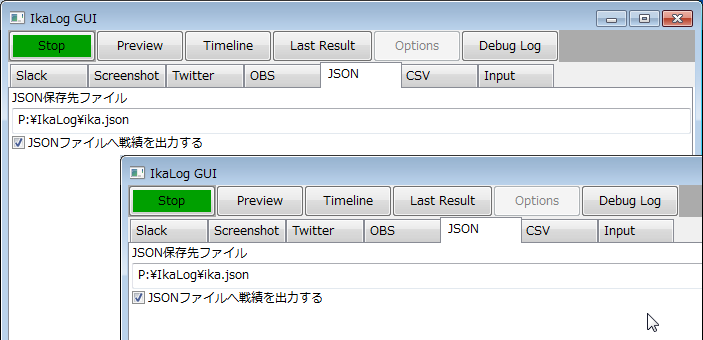 IkaLog GUI
Stop Preview Timeline Last Result Options Debug Log
Slack Screenshot Twitter OBS JSON CSV Input
JSON保存先ファイル
P:¥IkaLog¥ika.json
JSONファイルへ戦績を出力する
IkaLog GUI
Stop Preview Timeline Last Result Options Debug Log
Slack Screenshot Twitter OBS JSON CSV Input
JSON保存先ファイル
P:¥IkaLog¥ika.json
JSONファイルへ戦績を出力する